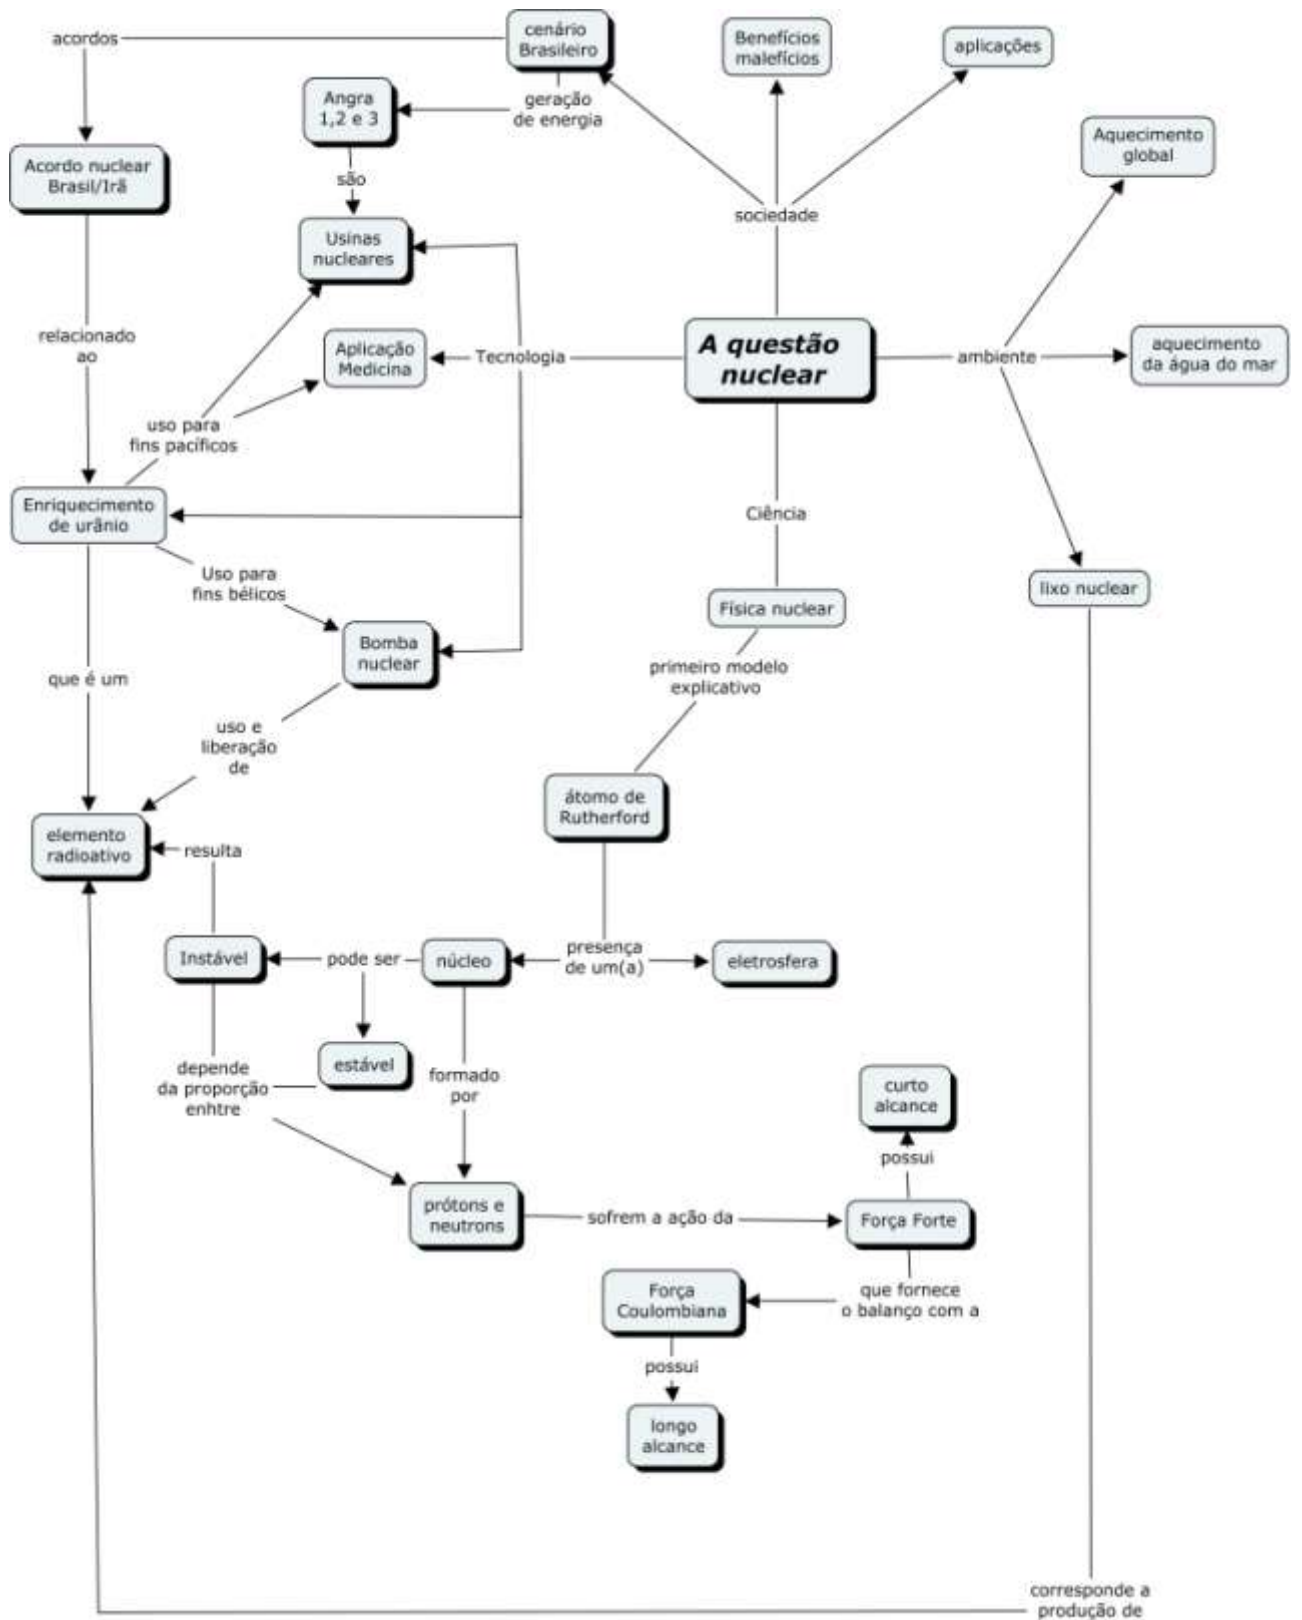 cenário
Brasileiro
Benefícios
malefícios
aplicações
acordos
Angra
1,2 e 3
geração
de energia
Aquecimento
global
Acordo nuclear
Brasil/Irã
são
sociedade
Usinas
nucleares
relacionado
ao
Aplicação
Medicina
Tecnologia
A questão
nuclear
ambiente
aquecimento
da água do mar
uso para
fins pacíficos
Enriquecimento
de urânio
Ciência
Uso para
fins bélicos
Física nuclear
lixo nuclear
Bomba
nuclear
que é um
primeiro modelo
explicativo
uso e
liberação
de
átomo de
Rutherford
elemento
radioativo
resulta
Instável
pode ser
núcleo
presença
de um(a)
eletrosfera
depende
da proporção
enhtre
estável
formado
por
curto
alcance
possui
prótons e
neutrons
sofrem a ação da
Força Forte
Força
Coulombiana
que fornece
o balanço com a
possui
longo
alcance
corresponde a
produção de